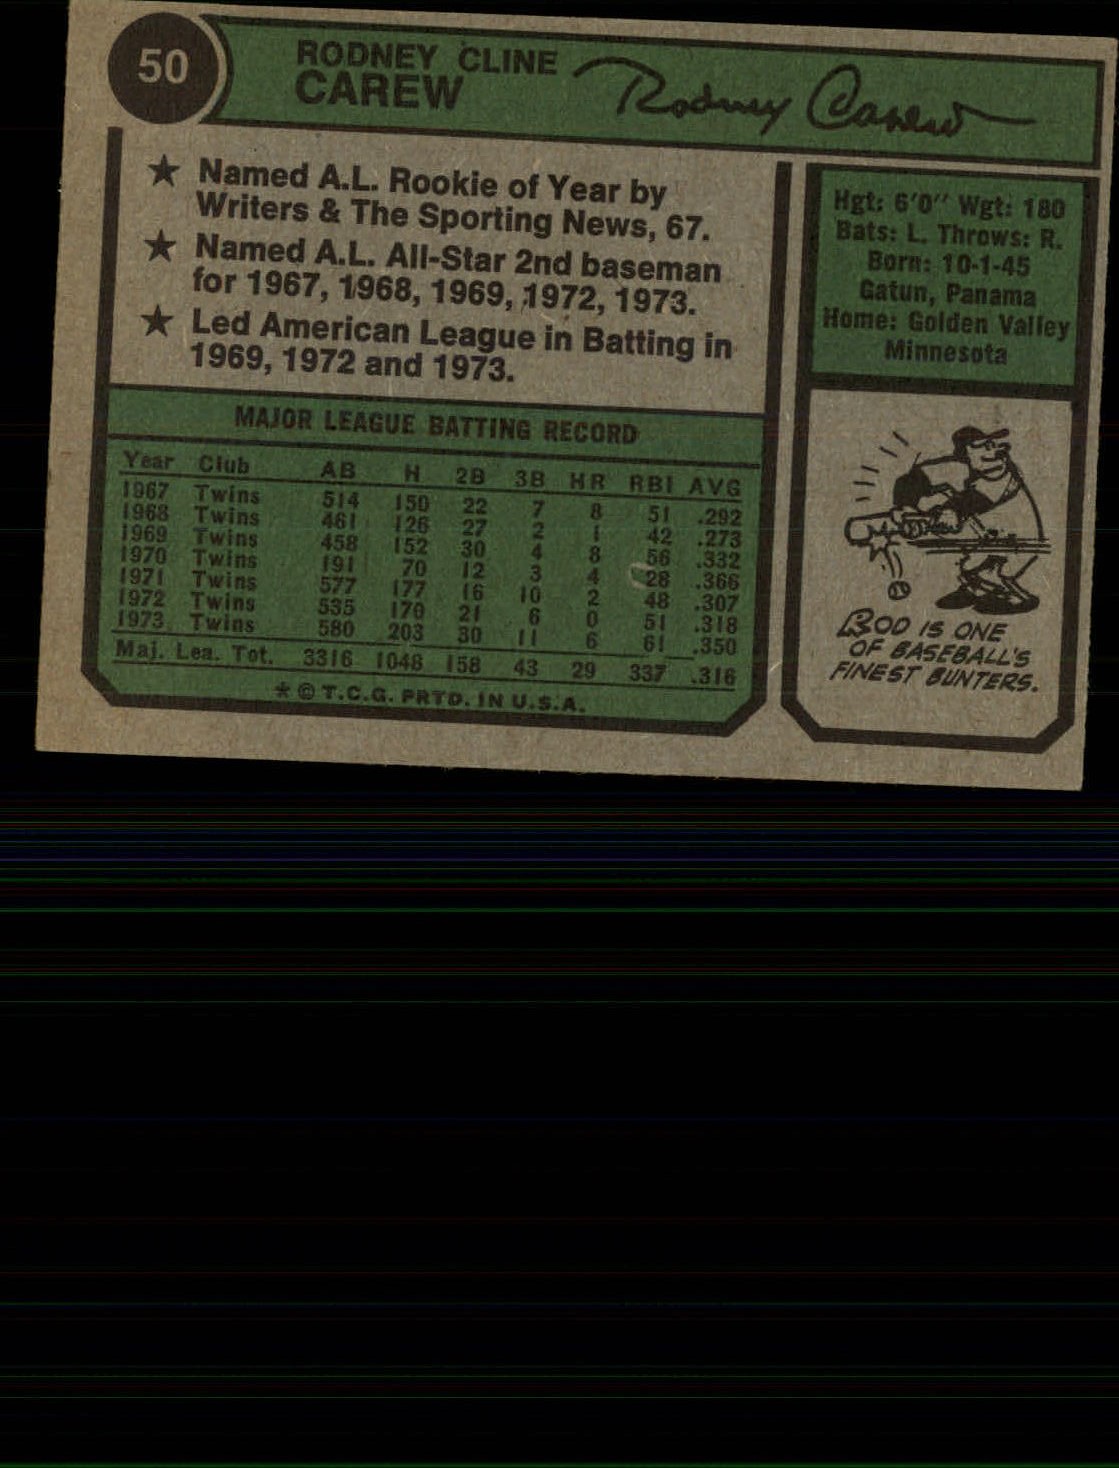 50
RODNEY CLINE
CAREW
Rodney Carew
★ Named A.L. Rookie of Year by
Writers & The Sporting News, 67.
★ Named A.L. All-Star 2nd baseman
for 1967, 1968, 1969, 1972, 1973.
★ Led American League in Batting in
1969, 1972 and 1973.
Hgt: 6'0" Wgt: 180
Bats: L. Throws: R.
Born: 10-1-45
Gatun, Panama
Home: Golden Valley
Minnesota
MAJOR LEAGUE BATTING RECORD
Year Club AB H 2B 3B HR RBI AVG
1967 Twins 514 150 22 7 8 51 .292
1968 Twins 461 126 27 2 1 42 .273
1969 Twins 458 152 30 4 8 56 .332
1970 Twins 191 70 12 3 4 28 .366
1971 Twins 577 177 16 10 2 48 .307
1972 Twins 535 170 21 6 0 51 .318
1973 Twins 580 203 30 11 6 61 .350
Maj. Lea. Tot. 3316 1048 158 43 29 337 .316
* © T.C.G. PRTD. IN U.S.A.
ROD IS ONE
OF BASEBALL'S
FINEST BUNTERS.